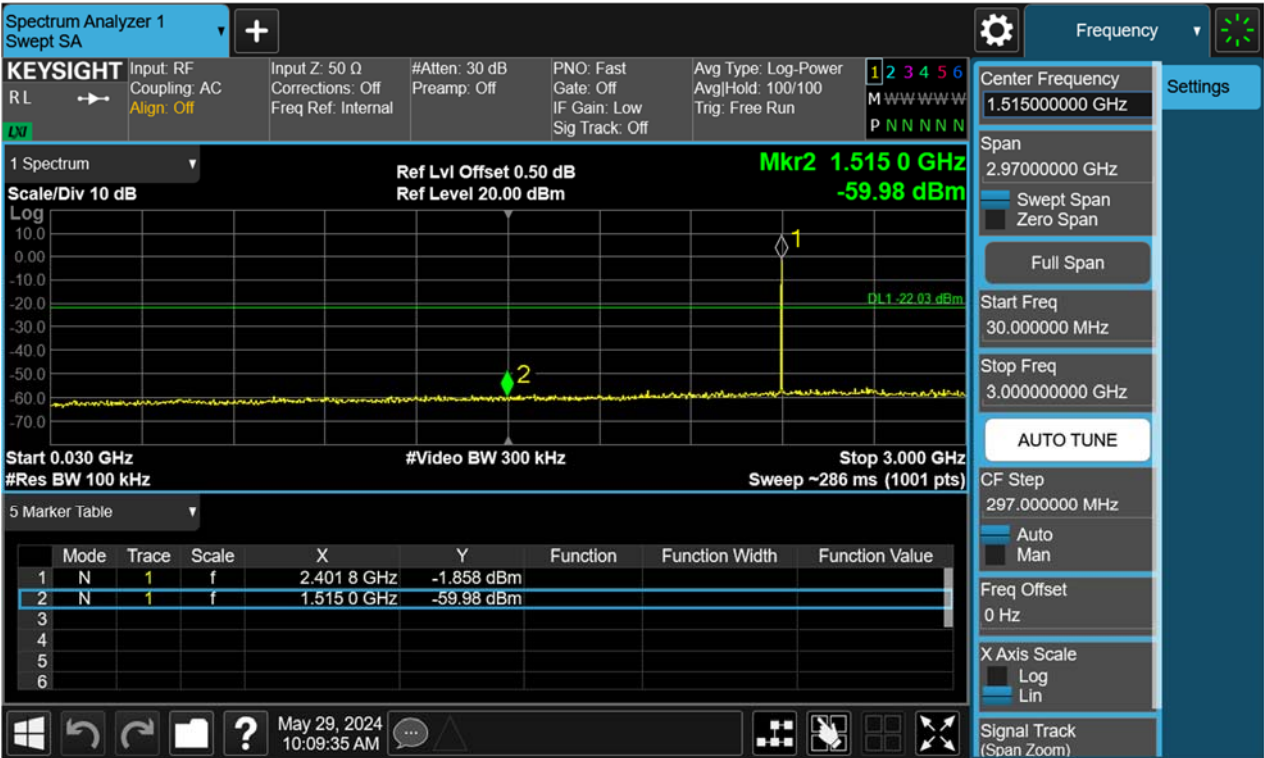 Spectrum Analyzer 1
Swept SA
+
Frequency
KEYSIGHT
R L
LXI
Input: RF
Coupling: AC
Align: Off
Input Z: 50 Ω
Corrections: Off
Freq Ref: Internal
#Atten: 30 dB
Preamp: Off
PNO: Fast
Gate: Off
IF Gain: Low
Sig Track: Off
Avg Type: Log-Power
Avg|Hold: 100/100
Trig: Free Run
1 2 3 4 5 6
M W W W W W
P N N N N N
1 Spectrum
Ref Lvl Offset 0.50 dB
Mkr2 1.515 0 GHz
Scale/Div 10 dB
Ref Level 20.00 dBm
-59.98 dBm
Log
10.0
0.00
-10.0
-20.0
-30.0
-40.0
-50.0
-60.0
-70.0
1
DL1 -22.03 dBm
2
Start 0.030 GHz
#Video BW 300 kHz
Stop 3.000 GHz
#Res BW 100 kHz
Sweep ~286 ms (1001 pts)
5 Marker Table
Mode Trace Scale X Y Function Function Width Function Value
1 N 1 f 2.401 8 GHz -1.858 dBm
2 N 1 f 1.515 0 GHz -59.98 dBm
3
4
5
6
?
May 29, 2024
10:09:35 AM
Center Frequency
1.515000000 GHz
Span
2.97000000 GHz
Swept Span
Zero Span
Full Span
Start Freq
30.000000 MHz
Stop Freq
3.000000000 GHz
AUTO TUNE
CF Step
297.000000 MHz
Auto
Man
Freq Offset
0 Hz
X Axis Scale
Log
Lin
Signal Track
(Span Zoom)
Settings